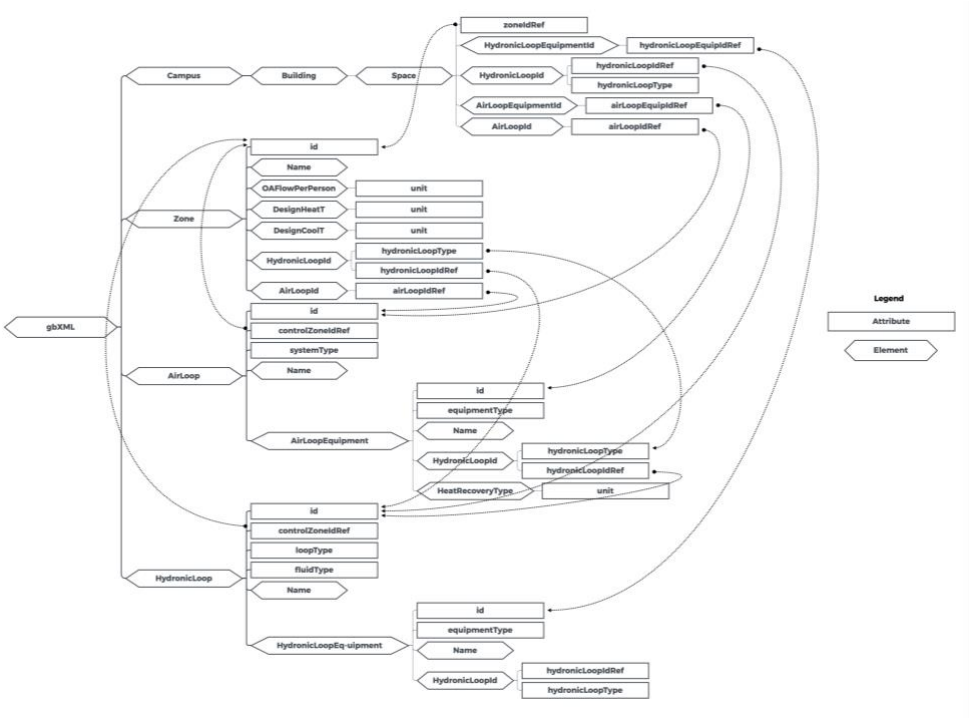 zoneIdRef
HydronicLoopEquipmentId
hydronicLoopEquipIdRef
Campus
Building
Space
HydronicLoopId
hydronicLoopIdRef
hydronicLoopType
AirLoopEquipmentId
airLoopEquipIdRef
AirLoopId
airLoopIdRef
Zone
id
Name
OAFlowPerPerson
unit
DesignHeatT
unit
DesignCoolT
unit
HydronicLoopId
hydronicLoopType
hydronicLoopIdRef
AirLoopId
airLoopIdRef
gbXML
Legend
Attribute
Element
AirLoop
id
controlZoneIdRef
systemType
Name
AirLoopEquipment
id
equipmentType
Name
HydronicLoopId
hydronicLoopType
hydronicLoopIdRef
HeatRecoveryType
unit
HydronicLoop
id
controlZoneIdRef
loopType
fluidType
Name
HydronicLoopEq-uipment
id
equipmentType
Name
HydronicLoopId
hydronicLoopIdRef
hydronicLoopType